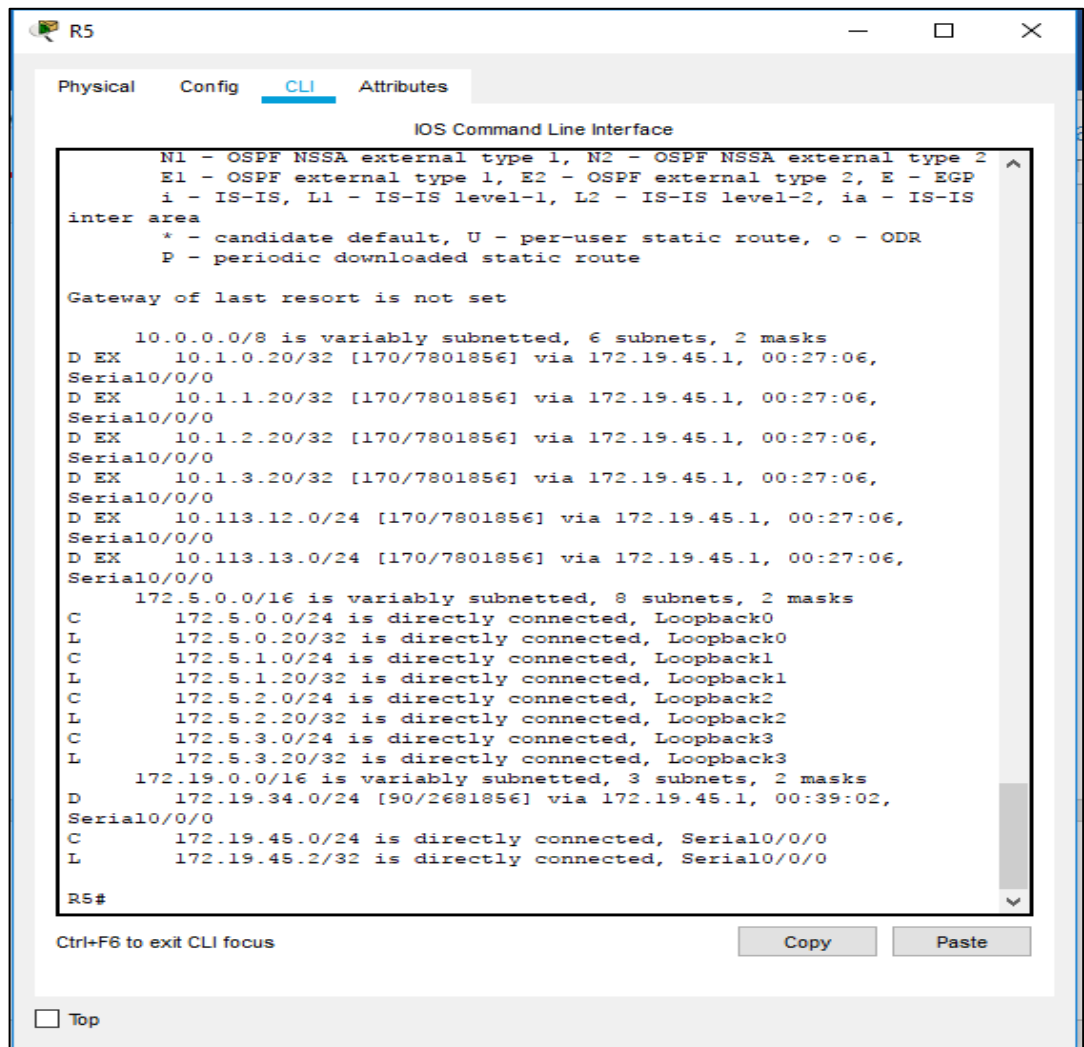 R5
Physical Config CLI Attributes
IOS Command Line Interface
N1 - OSPF NSSA external type 1, N2 - OSPF NSSA external type 2
E1 - OSPF external type 1, E2 - OSPF external type 2, E - EGP
i - IS-IS, L1 - IS-IS level-1, L2 - IS-IS level-2, ia - IS-IS
inter area
* - candidate default, U - per-user static route, o - ODR
P - periodic downloaded static route
Gateway of last resort is not set
10.0.0.0/8 is variably subnetted, 6 subnets, 2 masks
D EX 10.1.0.20/32 [170/7801856] via 172.19.45.1, 00:27:06,
Serial0/0/0
D EX 10.1.1.20/32 [170/7801856] via 172.19.45.1, 00:27:06,
Serial0/0/0
D EX 10.1.2.20/32 [170/7801856] via 172.19.45.1, 00:27:06,
Serial0/0/0
D EX 10.1.3.20/32 [170/7801856] via 172.19.45.1, 00:27:06,
Serial0/0/0
D EX 10.113.12.0/24 [170/7801856] via 172.19.45.1, 00:27:06,
Serial0/0/0
D EX 10.113.13.0/24 [170/7801856] via 172.19.45.1, 00:27:06,
Serial0/0/0
172.5.0.0/16 is variably subnetted, 8 subnets, 2 masks
C 172.5.0.0/24 is directly connected, Loopback0
L 172.5.0.20/32 is directly connected, Loopback0
C 172.5.1.0/24 is directly connected, Loopback1
L 172.5.1.20/32 is directly connected, Loopback1
C 172.5.2.0/24 is directly connected, Loopback2
L 172.5.2.20/32 is directly connected, Loopback2
C 172.5.3.0/24 is directly connected, Loopback3
L 172.5.3.20/32 is directly connected, Loopback3
172.19.0.0/16 is variably subnetted, 3 subnets, 2 masks
D 172.19.34.0/24 [90/2681856] via 172.19.45.1, 00:39:02,
Serial0/0/0
C 172.19.45.0/24 is directly connected, Serial0/0/0
L 172.19.45.2/32 is directly connected, Serial0/0/0
R5#
Ctrl+F6 to exit CLI focus Copy Paste
Top